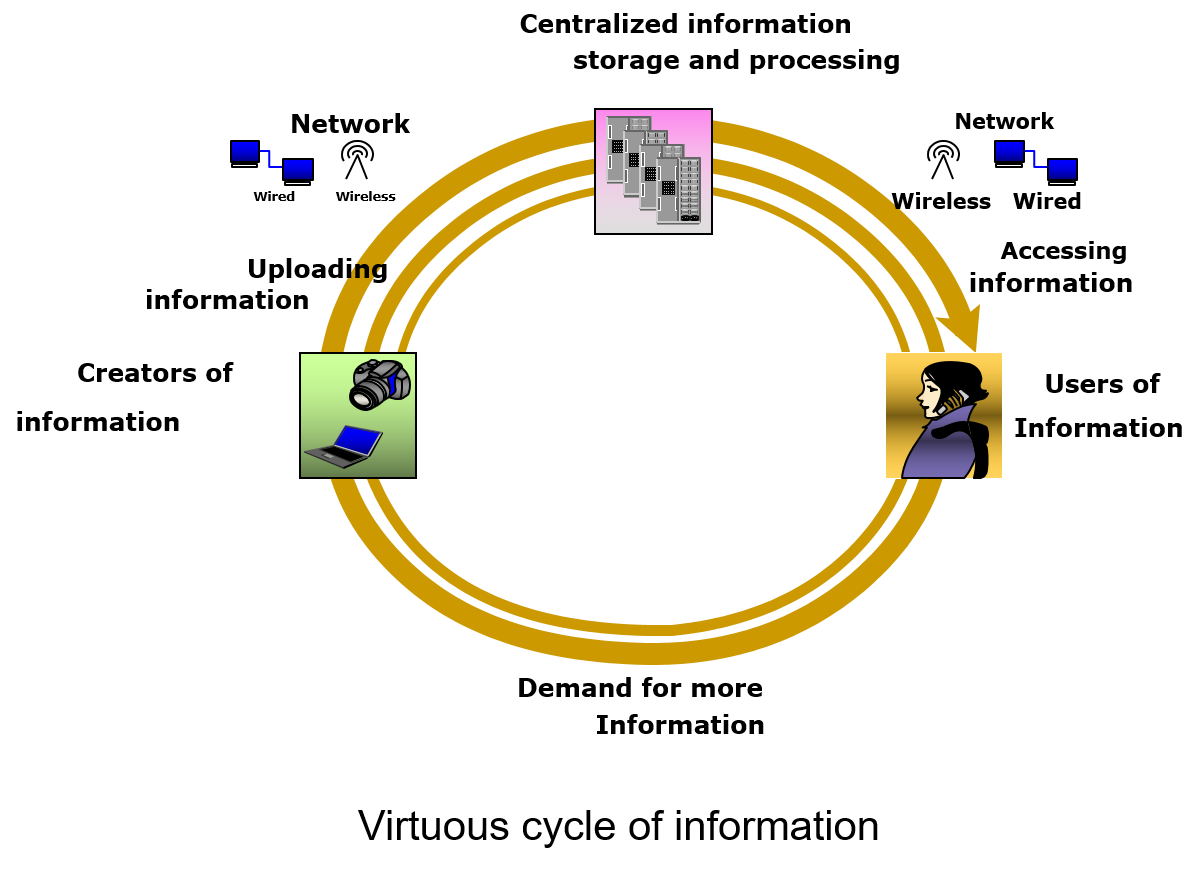 Centralized information
storage and processing
Network
Wired
Wireless
Network
Wireless
Wired
Uploading
information
Accessing
information
Creators of
information
Users of
Information
Demand for more
Information
Virtuous cycle of information